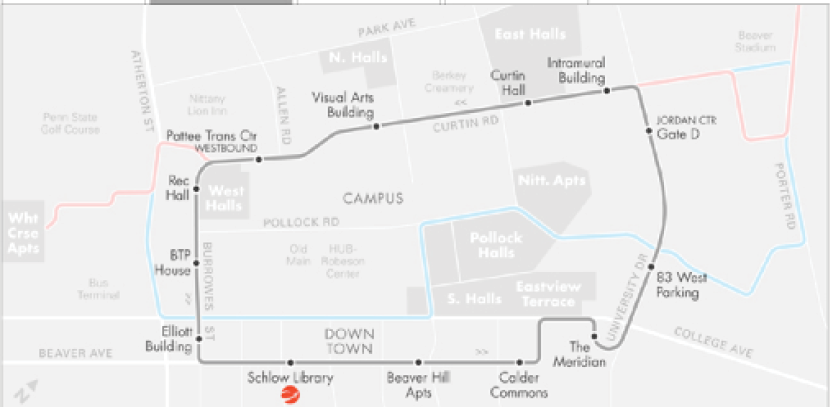 PARK AVE
East Halls
Beaver
Stadium
N. Halls
Intramural
Building
ATHERTON ST
Berkey
Creamery
Curtin
Hall
<<
Nittany
Lion Inn
ALLEN RD
Visual Arts
Building
CURTIN RD
JORDAN CTR
Gate D
Penn State
Golf Course
Pattee Trans Ctr
WESTBOUND
Rec
Hall
West
Halls
CAMPUS
Nitt. Apts
PORTER RD
Wht
Crse
Apts
POLLOCK RD
BTP
House
BURROWES ST
Old
Main
HUB-
Robeson
Center
Pollock
Halls
Bus
Terminal
<<
S. Halls
Eastview
Terrace
UNIVERSITY DR
83 West
Parking
Elliott
Building
DOWN
TOWN
BEAVER AVE
>>
The
Meridian
COLLEGE AVE
Schlow Library
Beaver Hill
Apts
Calder
Commons
N